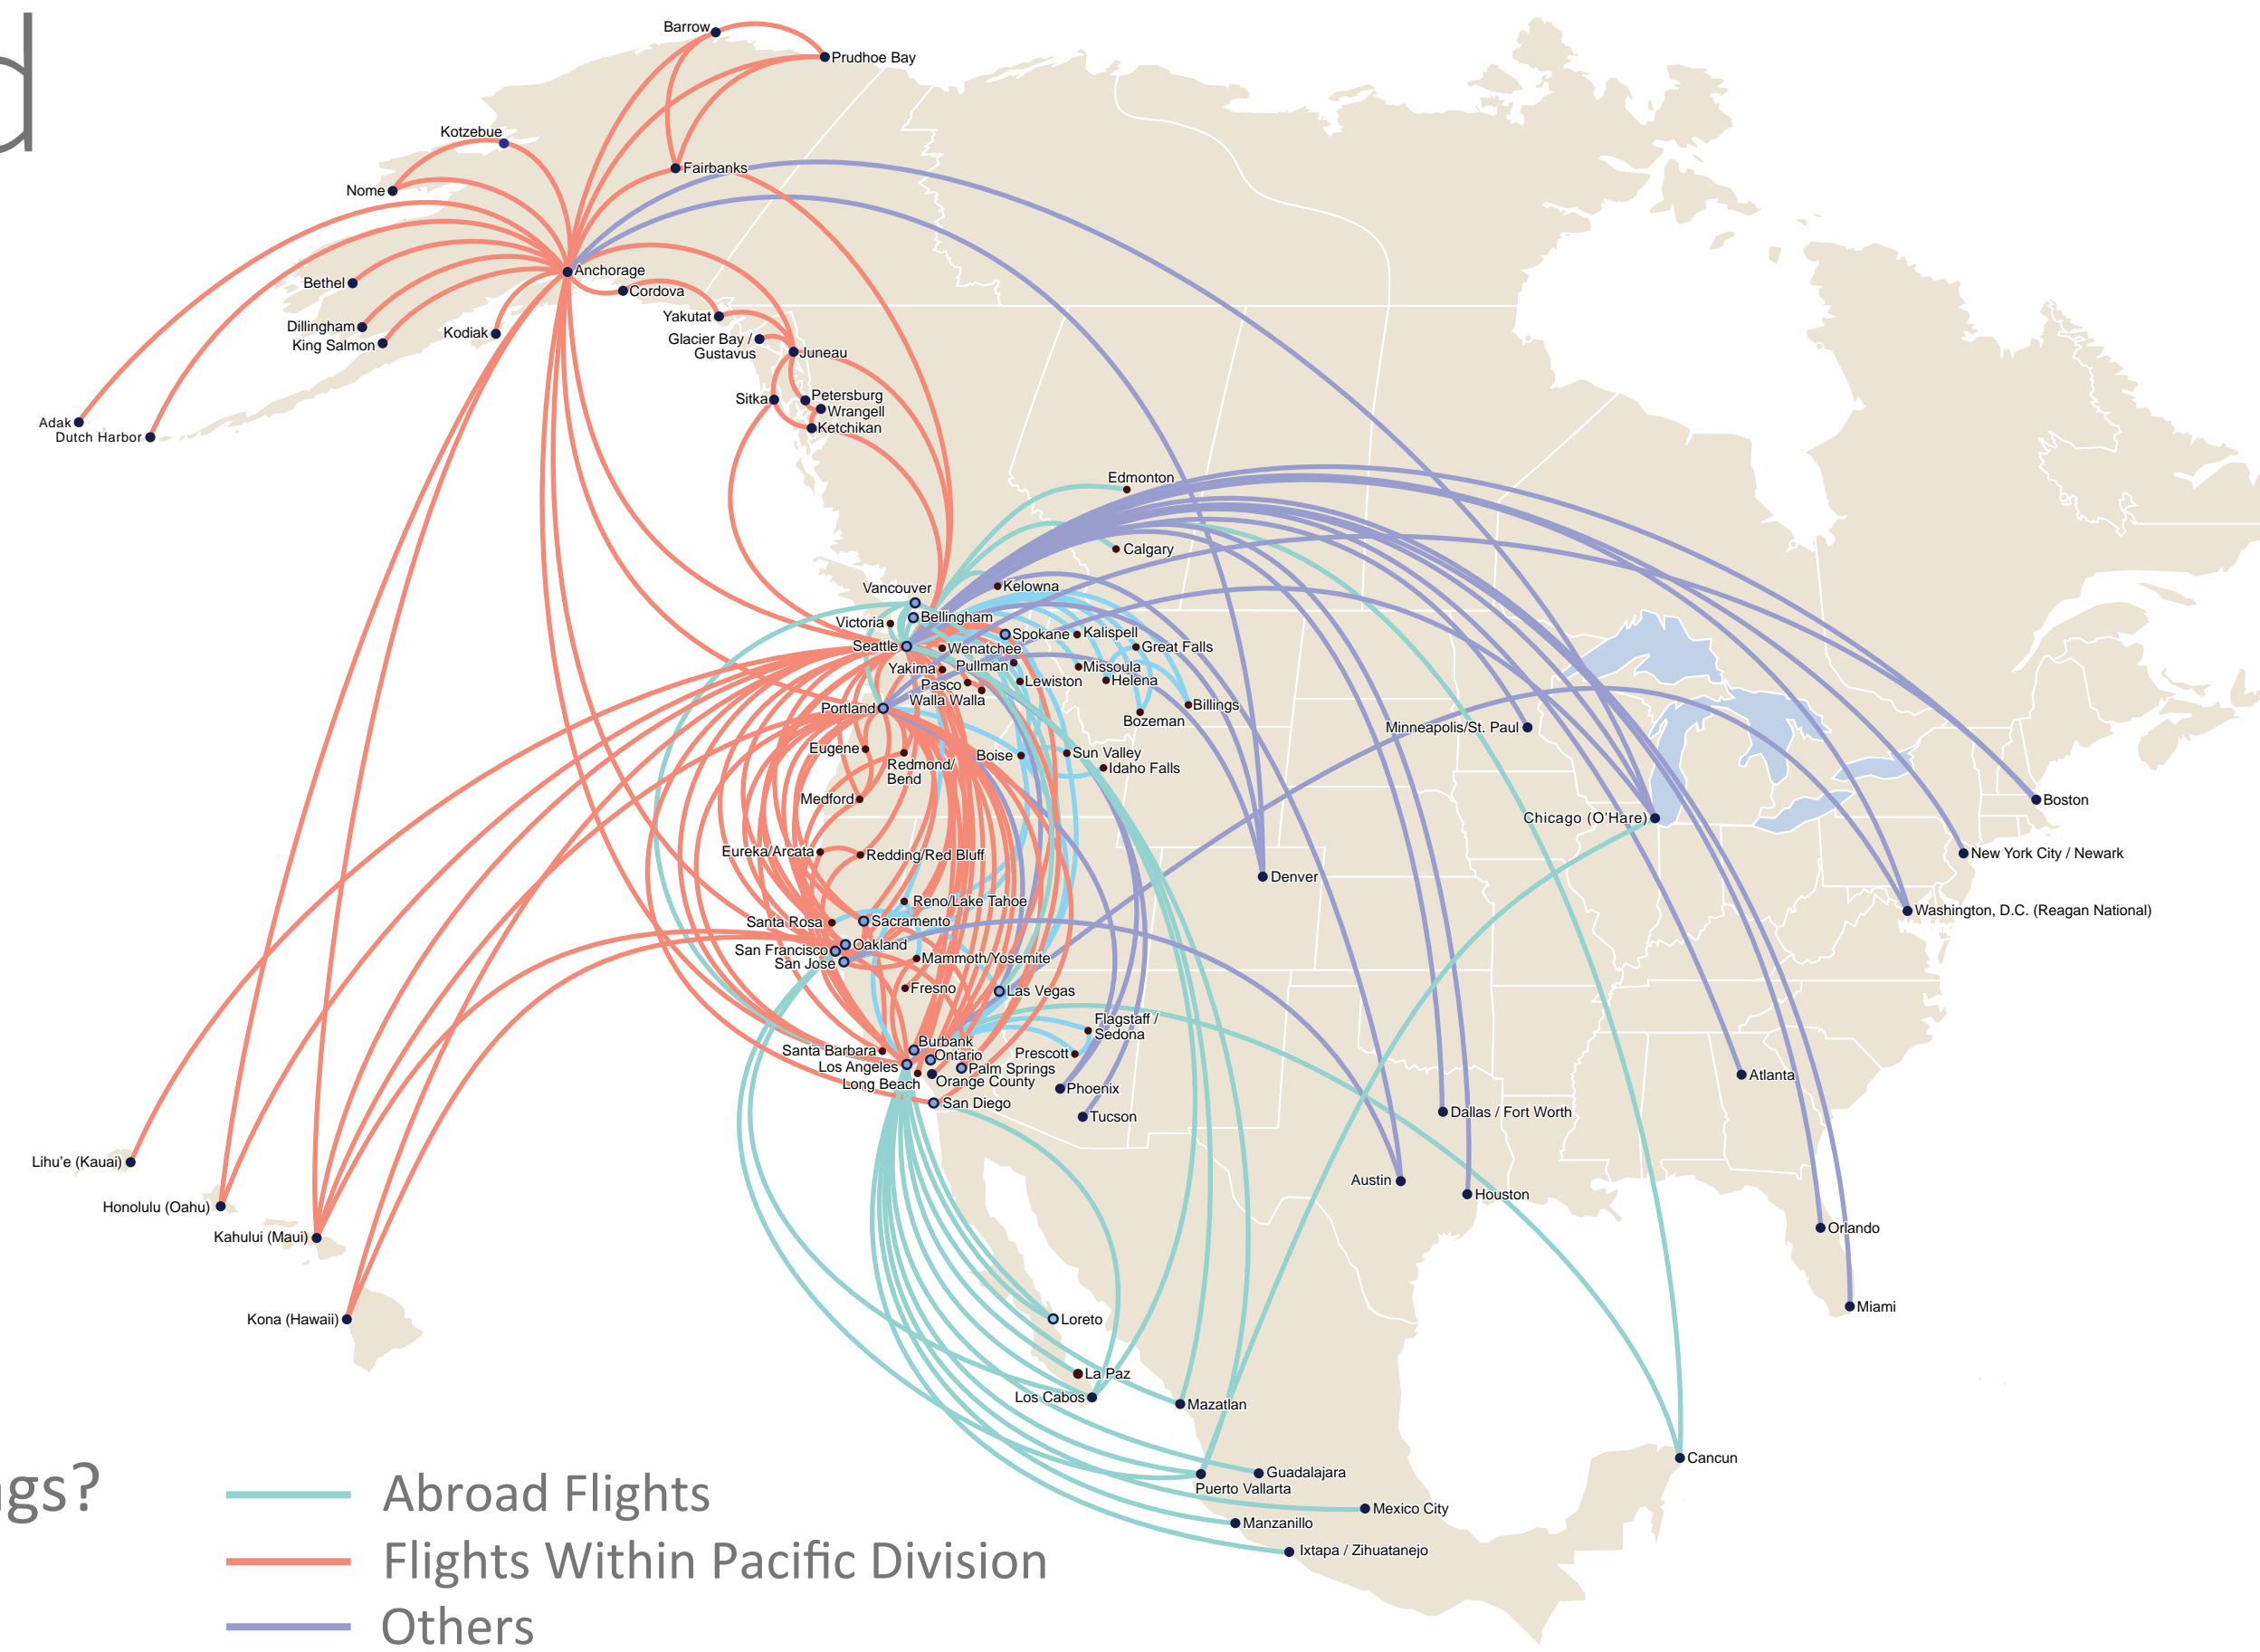 d
Barrow
Prudhoe Bay
Kotzebue
Fairbanks
Nome
Anchorage
Bethel
Cordova
Yakutat
Dillingham
Kodiak
King Salmon
Glacier Bay /
Gustavus
Juneau
Sitka
Petersburg
Wrangell
Ketchikan
Adak
Dutch Harbor
Edmonton
Calgary
Kelowna
Vancouver
Bellingham
Victoria
Spokane
Kalispell
Seattle
Wenatchee
Great Falls
Yakima
Pullman
Missoula
Pasco
Lewiston
Helena
Walla Walla
Portland
Billings
Bozeman
Minneapolis/St. Paul
Eugene
Redmond/
Bend
Boise
Sun Valley
Idaho Falls
Medford
Boston
Chicago (O'Hare)
Eureka/Arcata
Redding/Red Bluff
New York City / Newark
Denver
Reno/Lake Tahoe
Santa Rosa
Sacramento
Washington, D.C. (Reagan National)
Oakland
San Francisco
San Jose
Mammoth/Yosemite
Fresno
Las Vegas
Flagstaff /
Sedona
Santa Barbara
Burbank
Ontario
Prescott
Los Angeles
Palm Springs
Long Beach
Orange County
Phoenix
Atlanta
San Diego
Tucson
Dallas / Fort Worth
Lihu'e (Kauai)
Austin
Houston
Honolulu (Oahu)
Kahului (Maui)
Orlando
Miami
Kona (Hawaii)
Loreto
La Paz
Los Cabos
Mazatlan
Cancun
Guadalajara
Puerto Vallarta
Mexico City
Manzanillo
Ixtapa / Zihuatanejo
gs?
Abroad Flights
Flights Within Pacific Division
Others